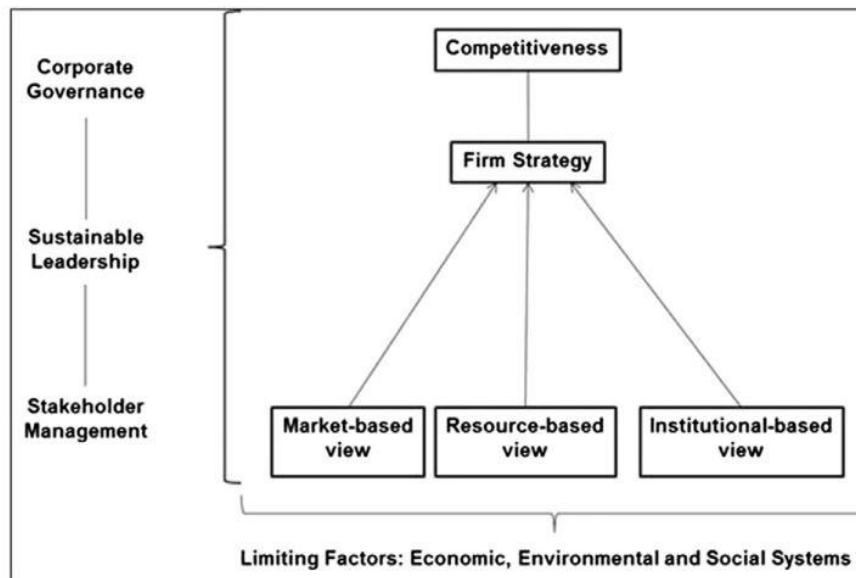 Corporate
Governance
Sustainable
Leadership
Stakeholder
Management
Competitiveness
Firm Strategy
Market-based
view
Resource-based
view
Institutional-based
view
Limiting Factors: Economic, Environmental and Social Systems